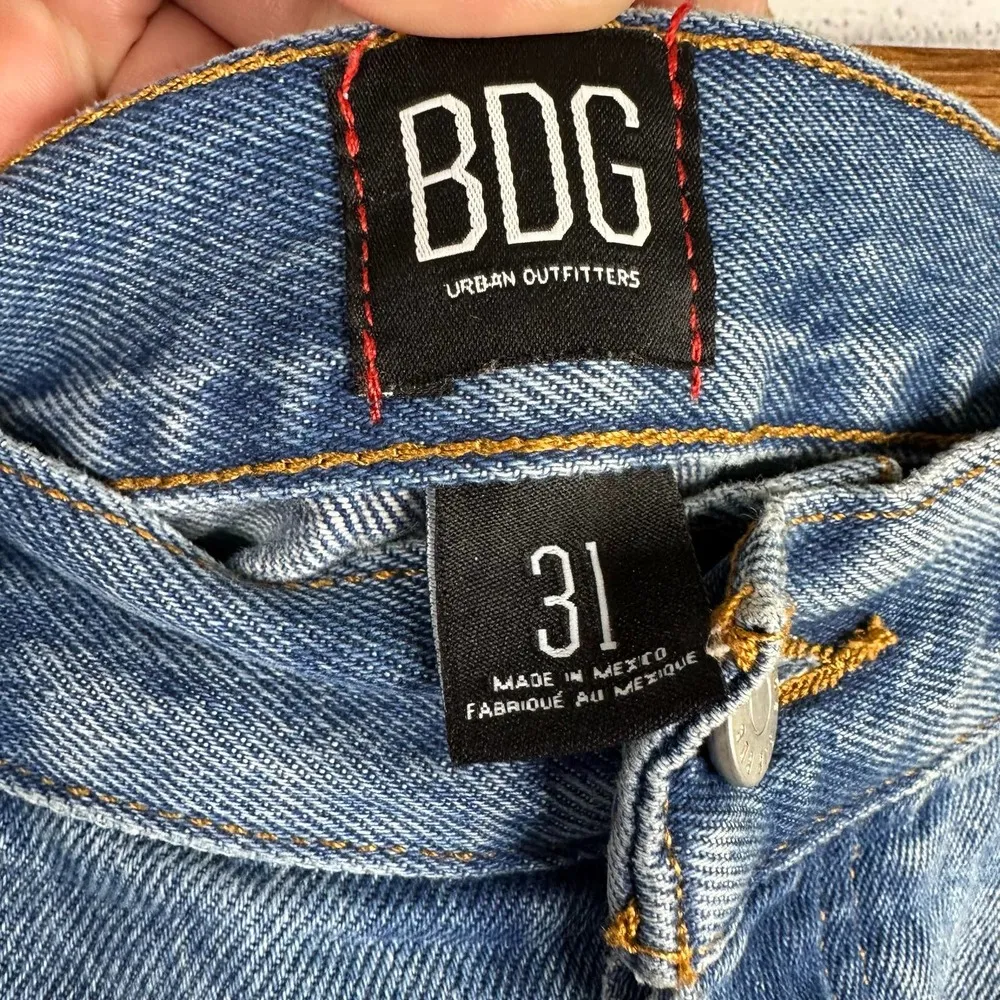 BDG
URBAN OUTFITTERS
31
MADE IN MEXICO
FABRIQUÉ AU MEXIQUE